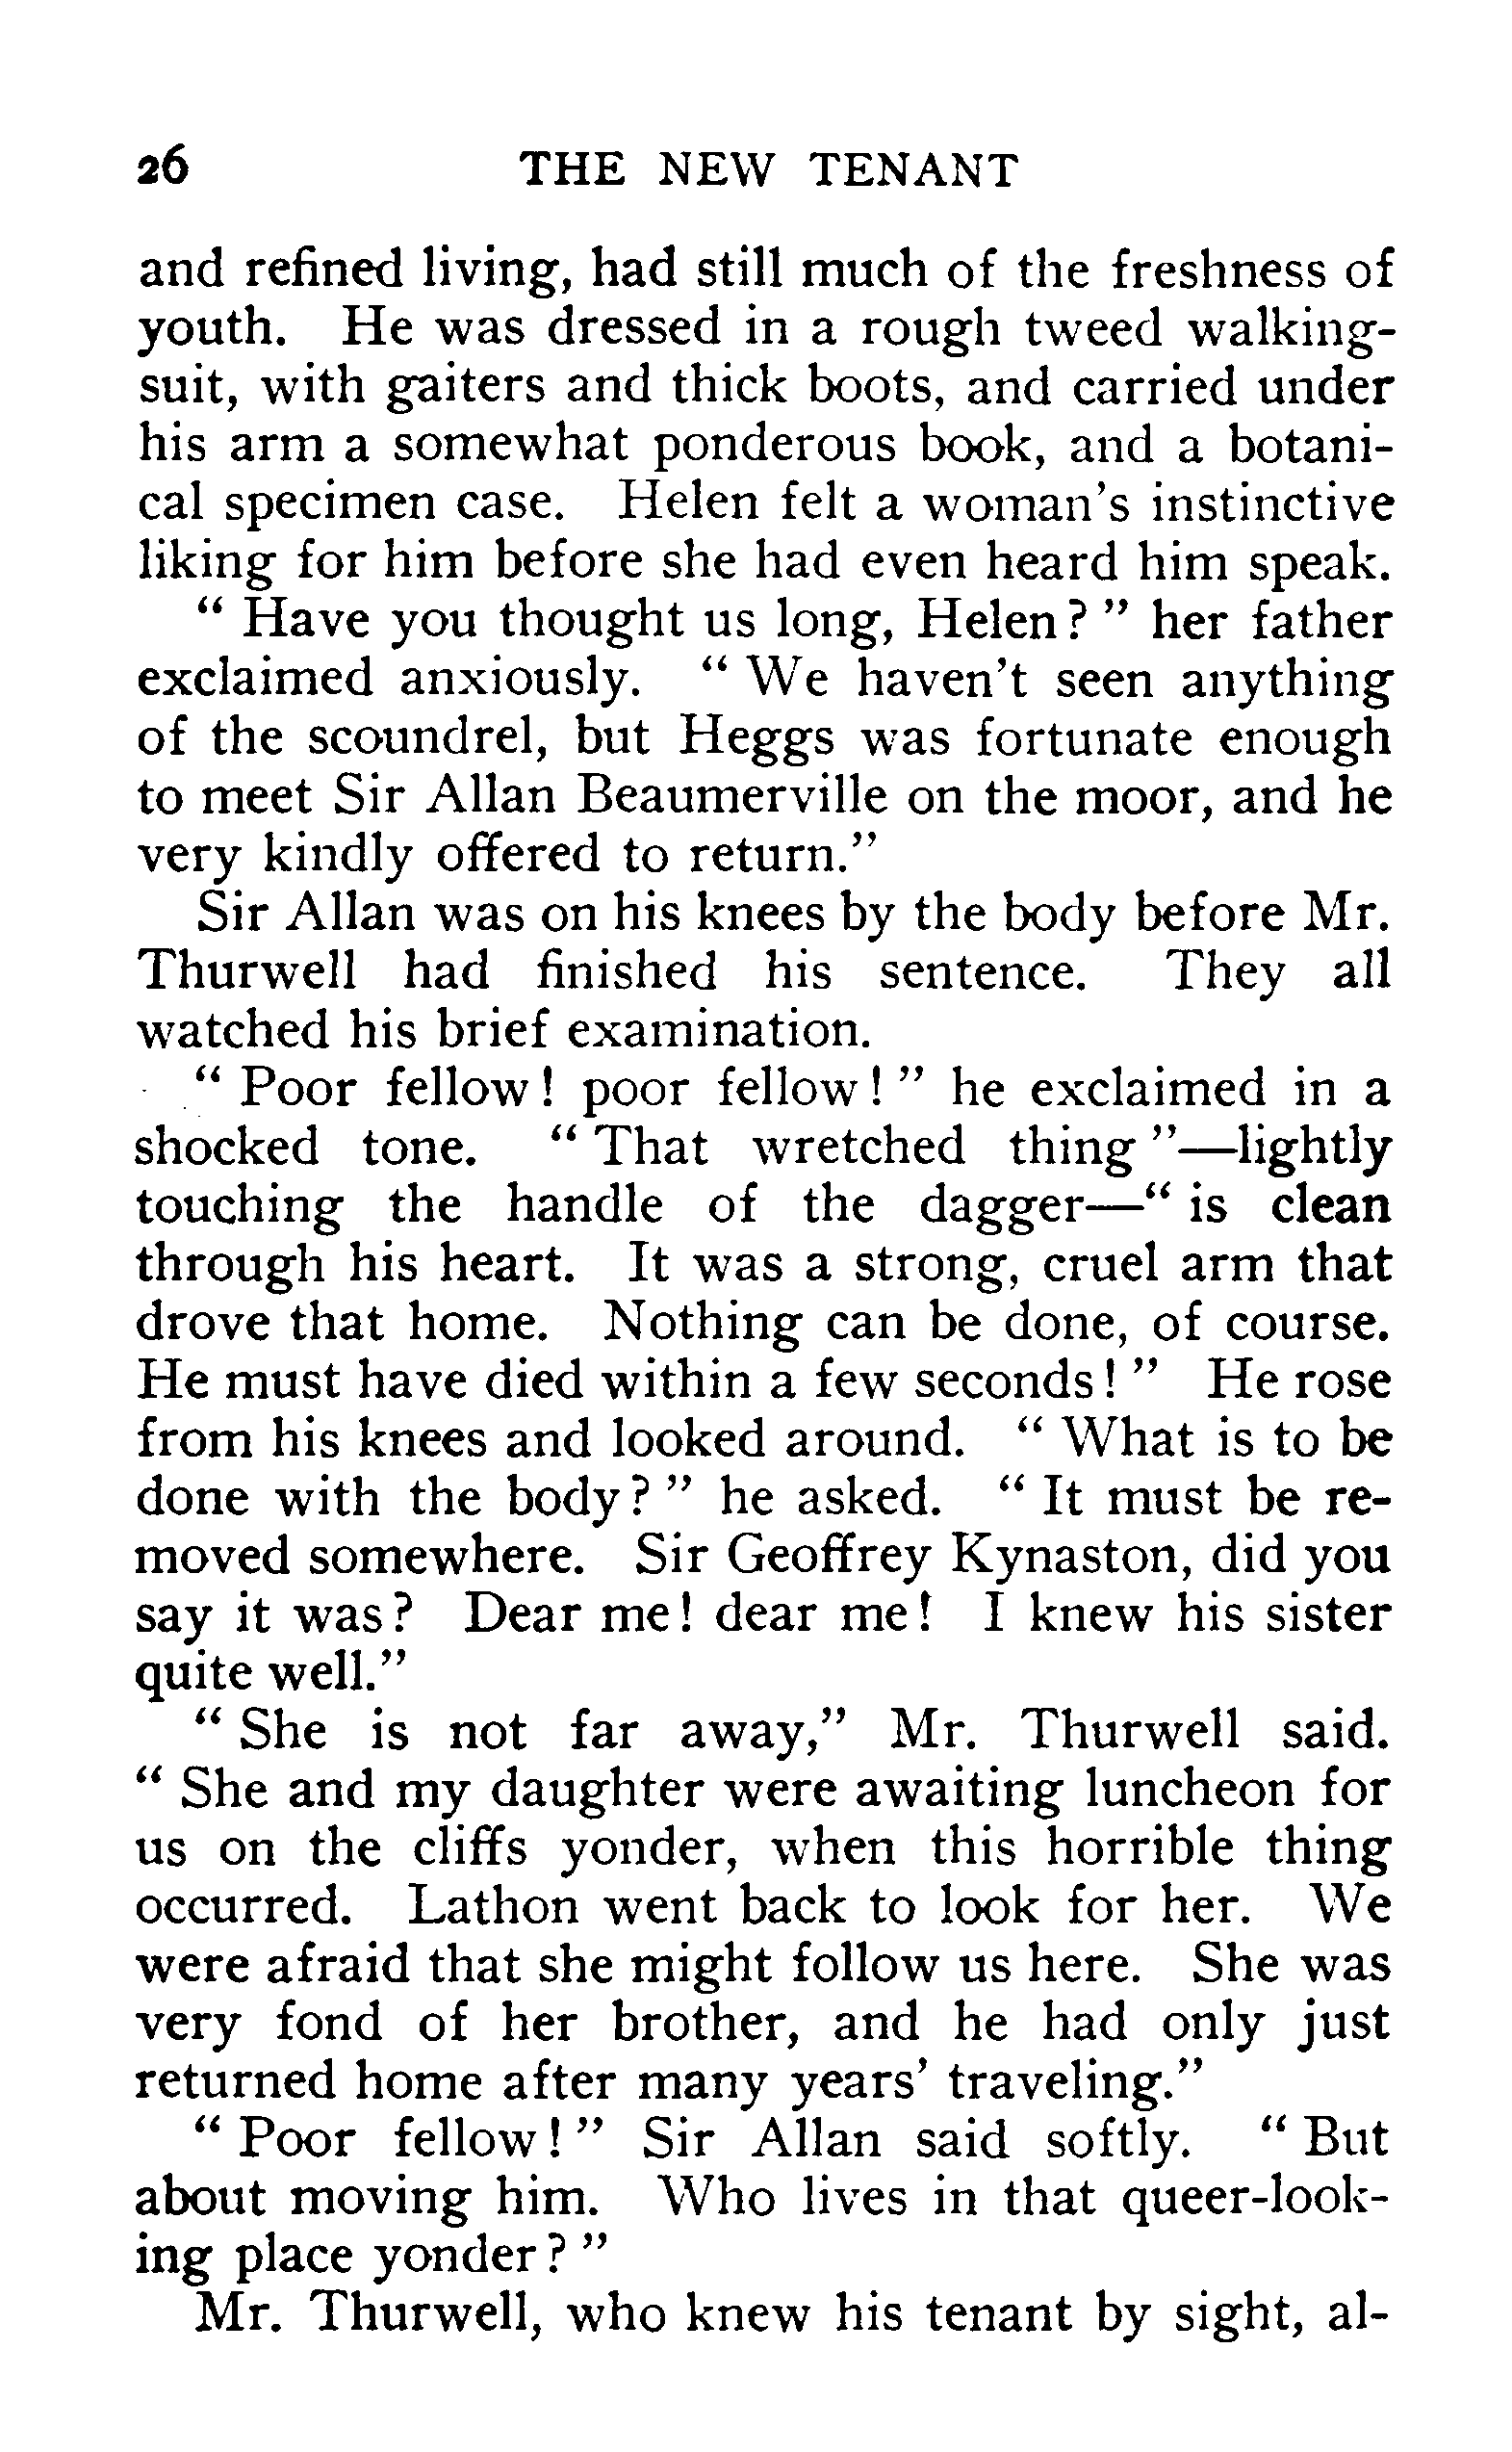 26 THE NEW TENANT
and refined living, had still much of the freshness of
youth. He was dressed in a rough tweed walking-
suit, with gaiters and thick boots, and carried under
his arm a somewhat ponderous book, and a botani-
cal specimen case. Helen felt a woman's instinctive
liking for him before she had even heard him speak.
“ Have you thought us long, Helen? ” her father
exclaimed anxiously. “ We haven't seen anything
of the scoundrel, but Heggs was fortunate enough
to meet Sir Allan Beaumerville on the moor, and he
very kindly offered to return.”
Sir Allan was on his knees by the body before Mr.
Thurwell had finished his sentence. They all
watched his brief examination.
“ Poor fellow! poor fellow! ” he exclaimed in a
shocked tone. “ That wretched thing ”—lightly
touching the handle of the dagger—“ is clean
through his heart. It was a strong, cruel arm that
drove that home. Nothing can be done, of course.
He must have died within a few seconds! ” He rose
from his knees and looked around. “ What is to be
done with the body? ” he asked. “ It must be re-
moved somewhere. Sir Geoffrey Kynaston, did you
say it was? Dear me! dear me! I knew his sister
quite well.”
“ She is not far away,” Mr. Thurwell said.
“ She and my daughter were awaiting luncheon for
us on the cliffs yonder, when this horrible thing
occurred. Lathon went back to look for her. We
were afraid that she might follow us here. She was
very fond of her brother, and he had only just
returned home after many years' traveling.”
“ Poor fellow! ” Sir Allan said softly. “ But
about moving him. Who lives in that queer-look-
ing place yonder? ”
Mr. Thurwell, who knew his tenant by sight, al-